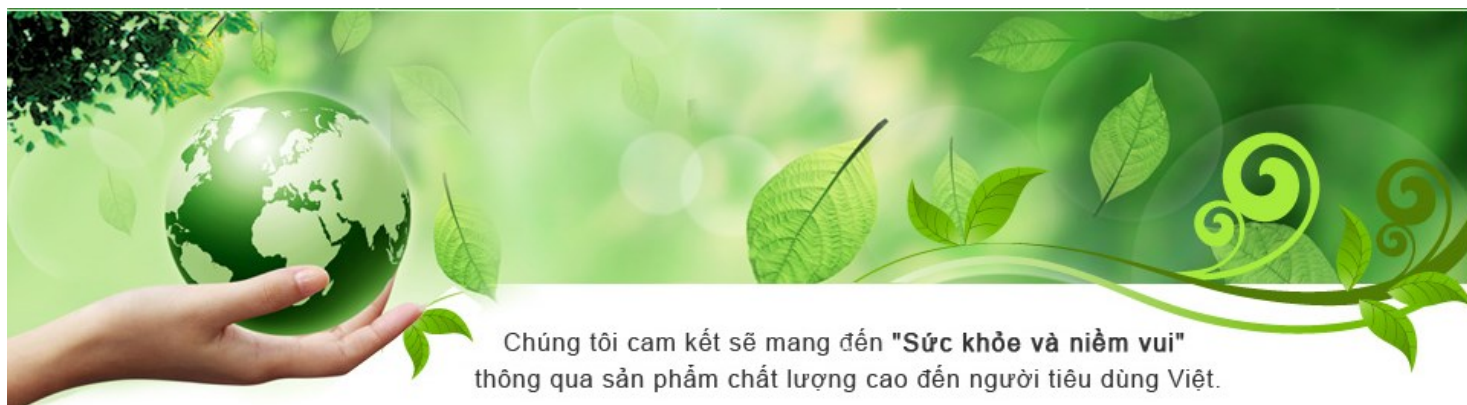 Chúng tôi cam kết sẽ mang đến "Sức khỏe và niềm vui"
thông qua sản phẩm chất lượng cao đến người tiêu dùng Việt.